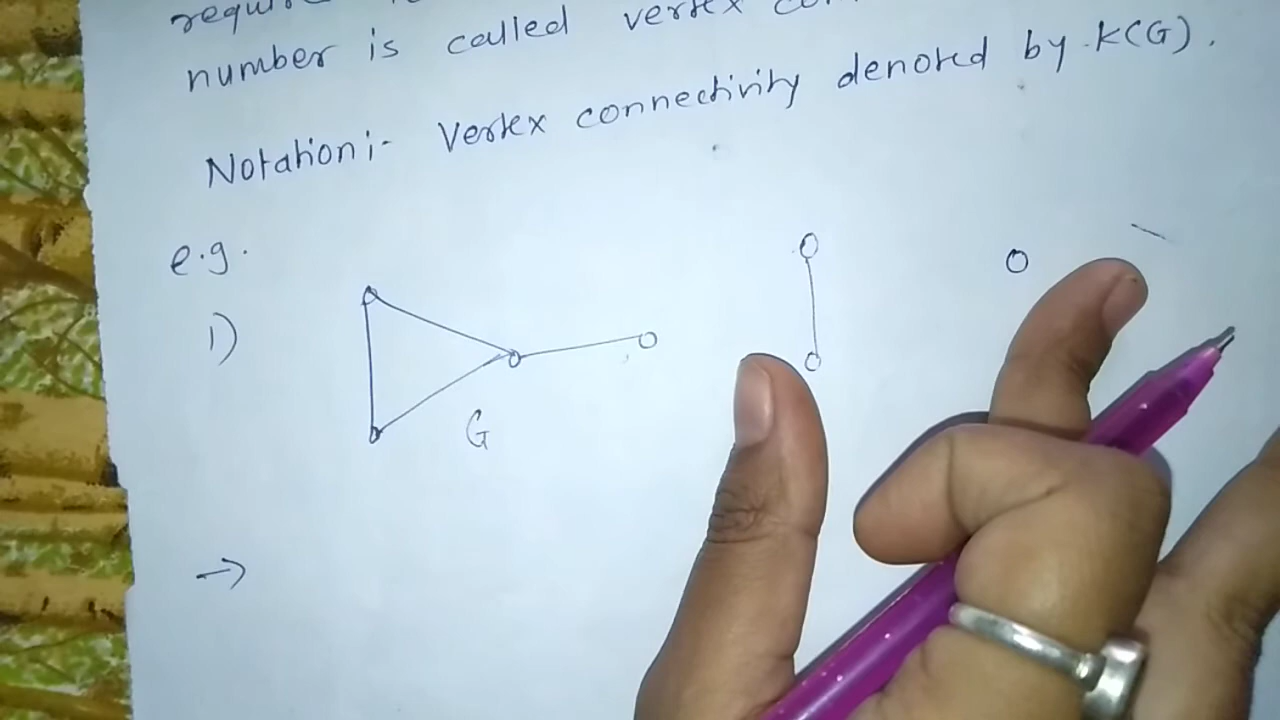 number is called vertex
Notation:- Vertex connectivity denoted by K(G).
e.g.
1)
G
→